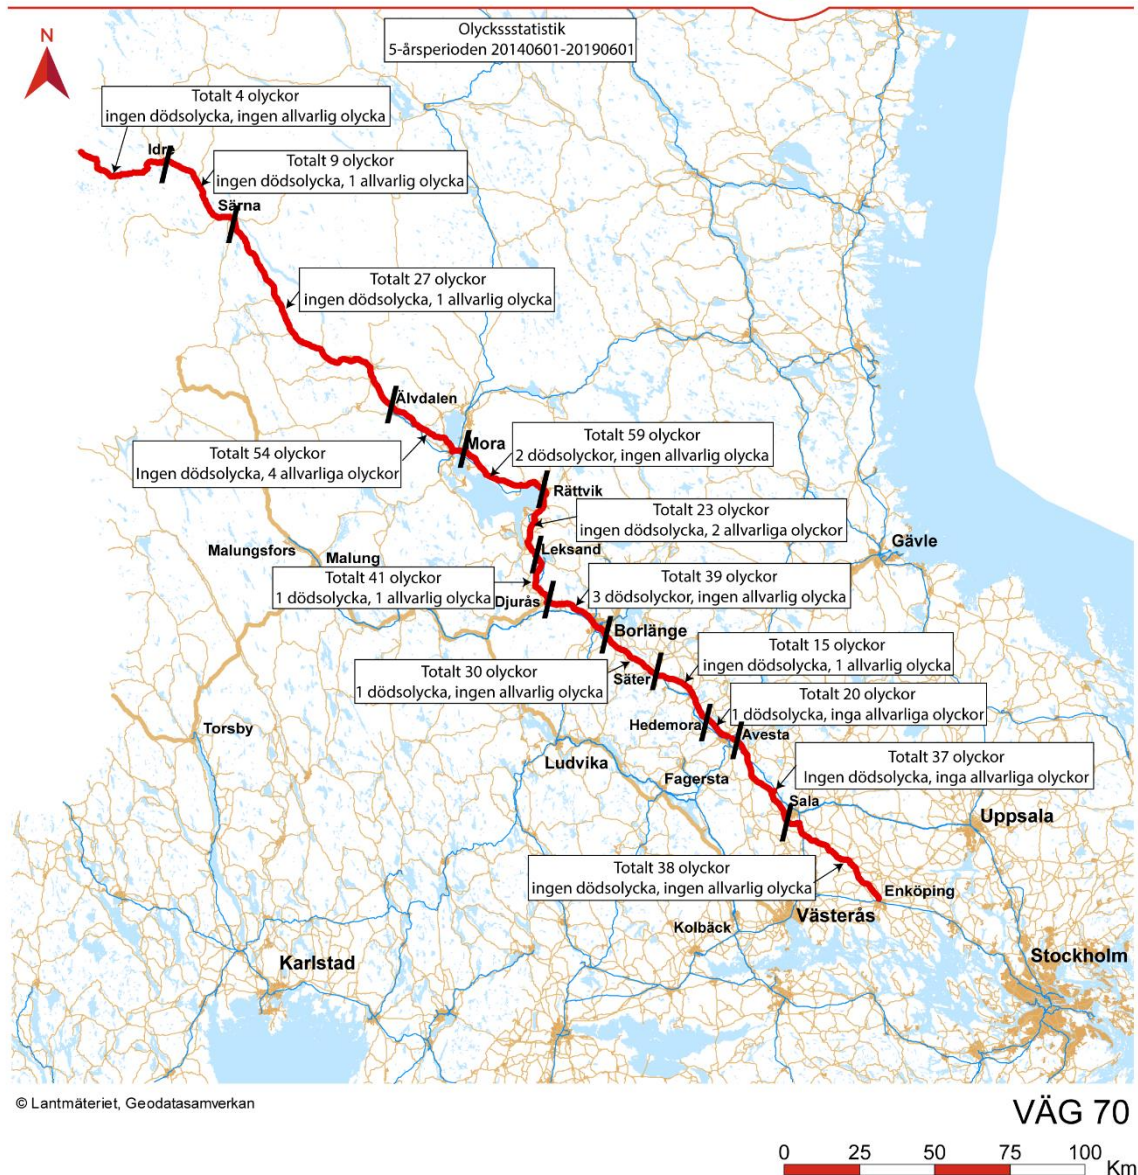 Olyckssstatistik
5-årsperioden 20140601-20190601
N
Totalt 4 olyckor
ingen dödsolycka, ingen allvarlig olycka
Idre
Totalt 9 olyckor
ingen dödsolycka, 1 allvarlig olycka
Särna
Totalt 27 olyckor
ingen dödsolycka, 1 allvarlig olycka
Älvdalen
Mora
Totalt 54 olyckor
Ingen dödsolycka, 4 allvarliga olyckor
Totalt 59 olyckor
2 dödsolyckor, ingen allvarlig olycka
Rättvik
Totalt 23 olyckor
ingen dödsolycka, 2 allvarliga olyckor
Malungsfors
Malung
Leksand
Gävle
Totalt 41 olyckor
1 dödsolycka, 1 allvarlig olycka
Djurås
Totalt 39 olyckor
3 dödsolyckor, ingen allvarlig olycka
Borlänge
Totalt 30 olyckor
1 dödsolycka, ingen allvarlig olycka
Säter
Totalt 15 olyckor
ingen dödsolycka, 1 allvarlig olycka
Totalt 20 olyckor
1 dödsolycka, inga allvarliga olyckor
Torsby
Hedemora
Avesta
Ludvika
Fagersta
Totalt 37 olyckor
Ingen dödsolycka, inga allvarliga olyckor
Sala
Uppsala
Totalt 38 olyckor
ingen dödsolycka, ingen allvarlig olycka
Enköping
Västerås
Kolbäck
Karlstad
Stockholm
© Lantmäteriet, Geodatasamverkan
VÄG 70
0 25 50 75 100
Km